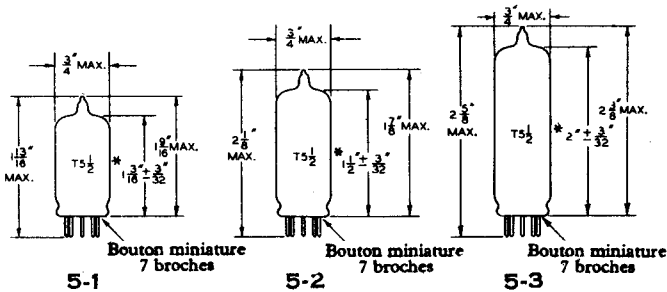 3/4" MAX.
1 13/16" MAX.
T5 1/2
*
1 3/16" ± 3/32"
1 9/16" MAX.
Bouton miniature
7 broches
5-1
3/4" MAX.
2 1/8" MAX.
T5 1/2
*
1 1/2" ± 3/32"
1 7/8" MAX.
Bouton miniature
7 broches
5-2
3/4" MAX.
2 5/8" MAX.
T5 1/2
*
2" ± 3/32"
2 3/8" MAX.
Bouton miniature
7 broches
5-3